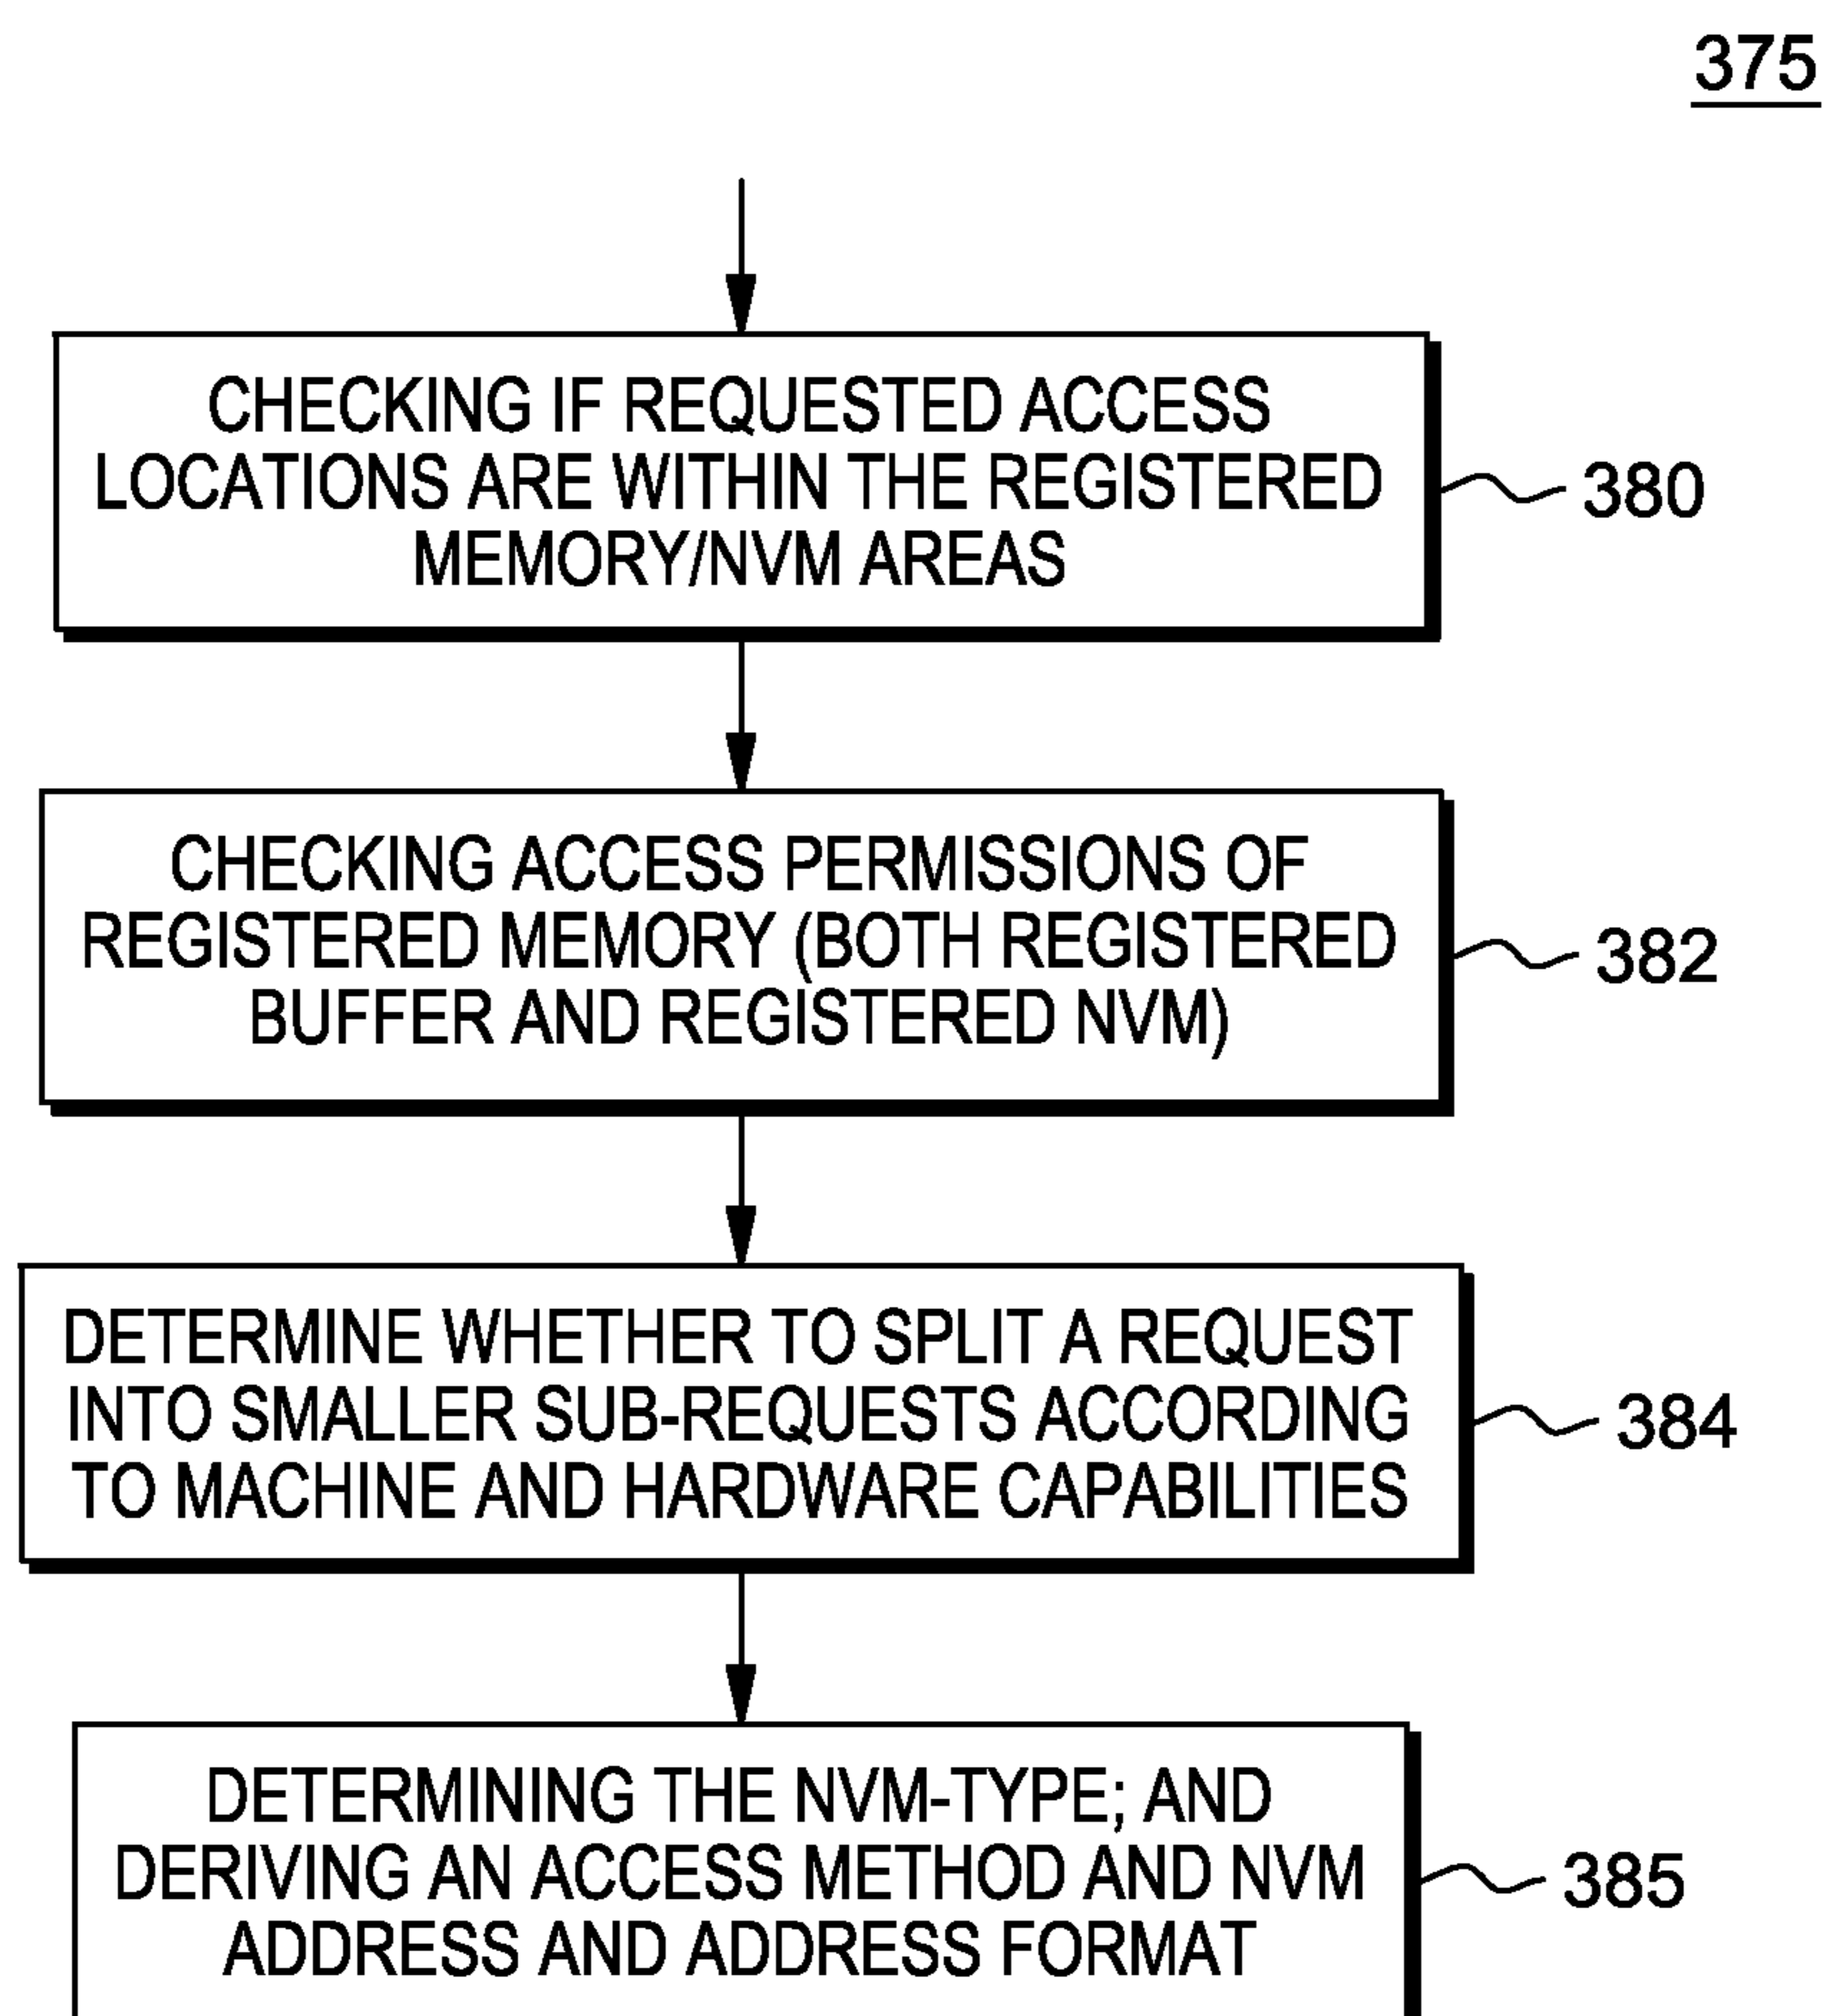 375
CHECKING IF REQUESTED ACCESS
LOCATIONS ARE WITHIN THE REGISTERED
MEMORY/NVM AREAS
380
CHECKING ACCESS PERMISSIONS OF
REGISTERED MEMORY (BOTH REGISTERED
BUFFER AND REGISTERED NVM)
382
DETERMINE WHETHER TO SPLIT A REQUEST
INTO SMALLER SUB-REQUESTS ACCORDING
TO MACHINE AND HARDWARE CAPABILITIES
384
DETERMINING THE NVM-TYPE; AND
DERIVING AN ACCESS METHOD AND NVM
ADDRESS AND ADDRESS FORMAT
385